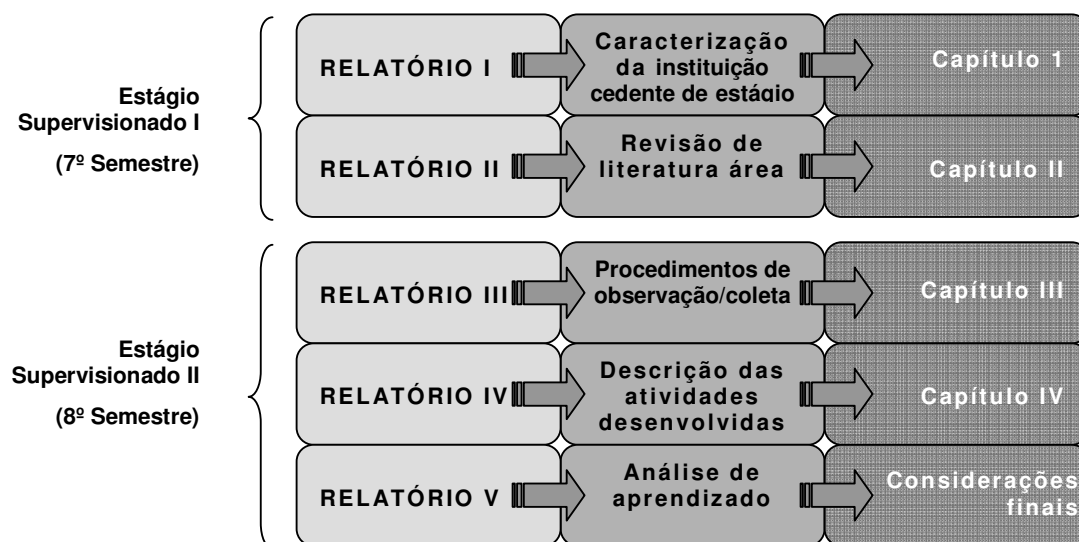 Estágio
Supervisionado I
(7º Semestre)
RELATÓRIO I
Caracterização
da instituição
cedente de estágio
Capítulo 1
RELATÓRIO II
Revisão de
literatura área
Capítulo II
Estágio
Supervisionado II
(8º Semestre)
RELATÓRIO III
Procedimentos de
observação/coleta
Capítulo III
RELATÓRIO IV
Descrição das
atividades
desenvolvidas
Capítulo IV
RELATÓRIO V
Análise de
aprendizado
Considerações
finais